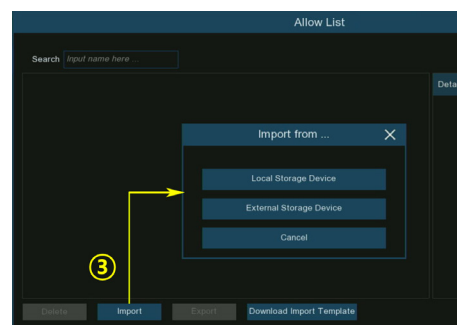 Allow List
Search Input name here ...
Deta
Import from ... X
Local Storage Device
External Storage Device
Cancel
③
Delete Import Export Download Import Template